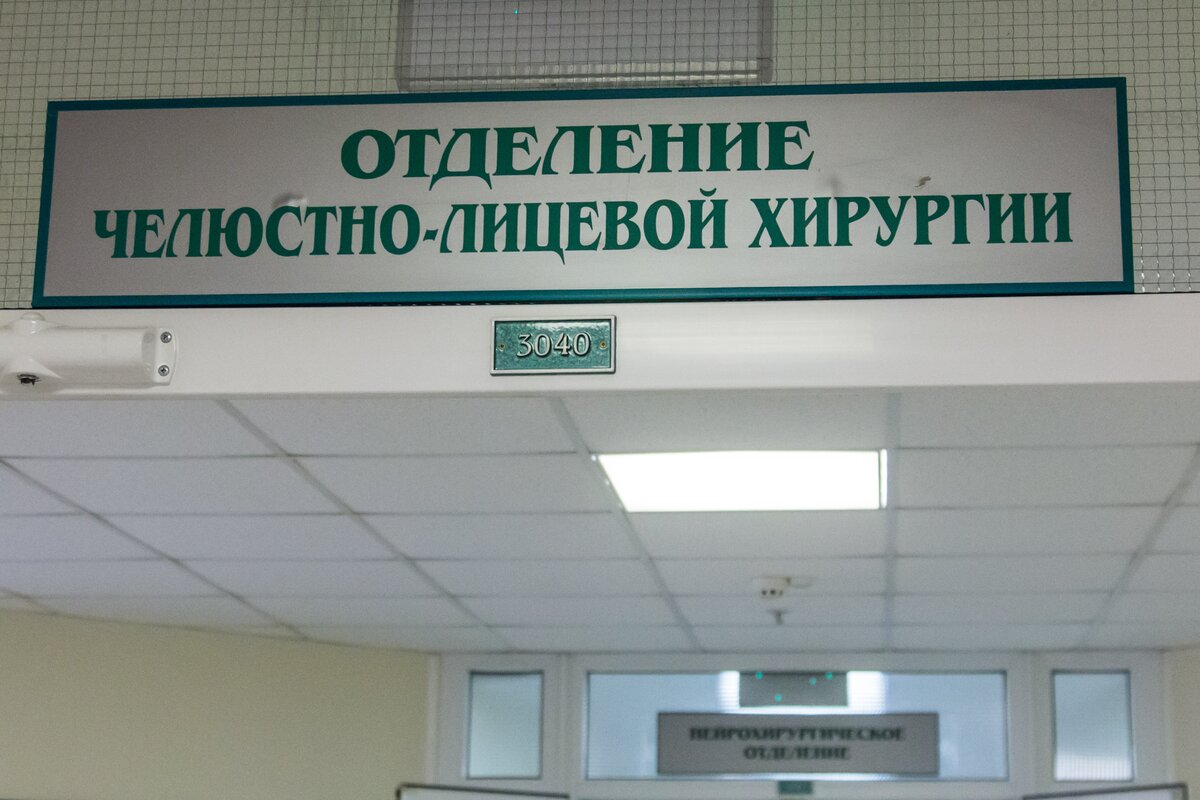 ОТДЕЛЕНИЕ
ЧЕЛЮСТНО-ЛИЦЕВОЙ ХИРУРГИИ
3040
НЕЙРОХИРУРГИЧЕСКОЕ
ОТДЕЛЕНИЕ